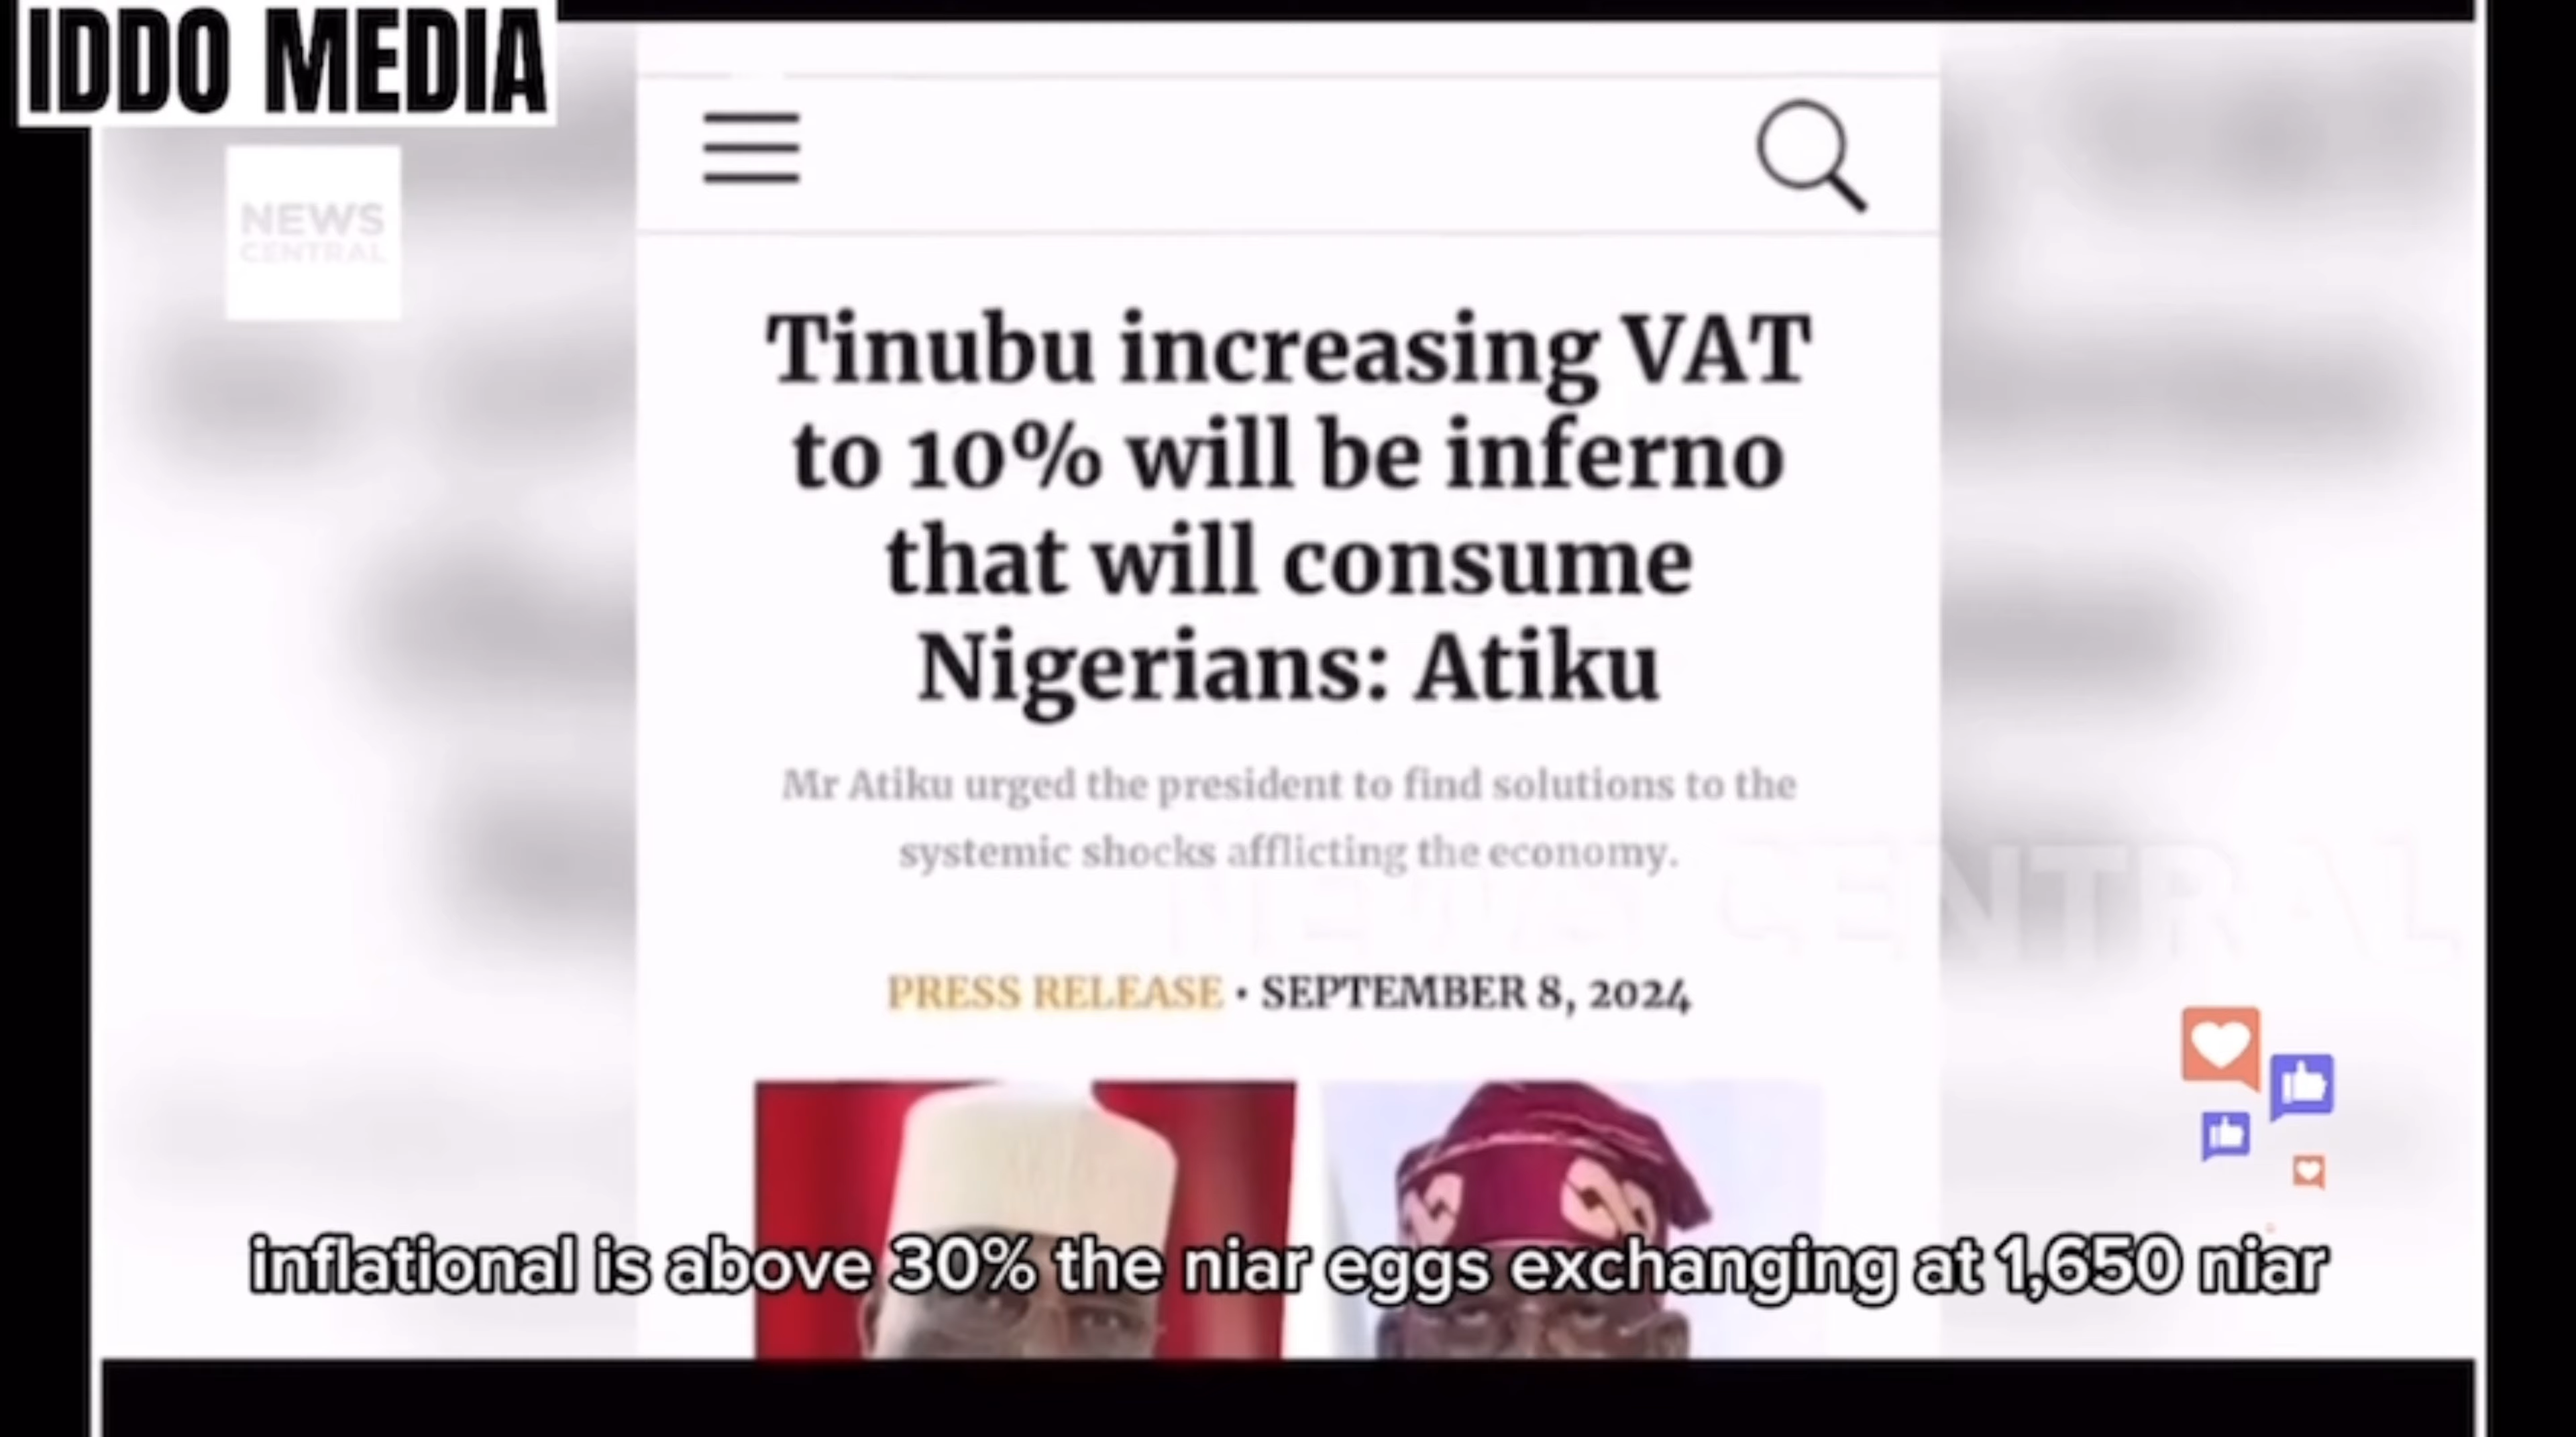 IDDO MEDIA
NEWS
CENTRAL
Tinubu increasing VAT
to 10% will be inferno
that will consume
Nigerians: Atiku
Mr Atiku urged the president to find solutions to the
systemic shocks afflicting the economy.
NEWS CENTRAL
PRESS RELEASE • SEPTEMBER 8, 2024
inflational is above 30% the niar eggs exchanging at 1,650 niar